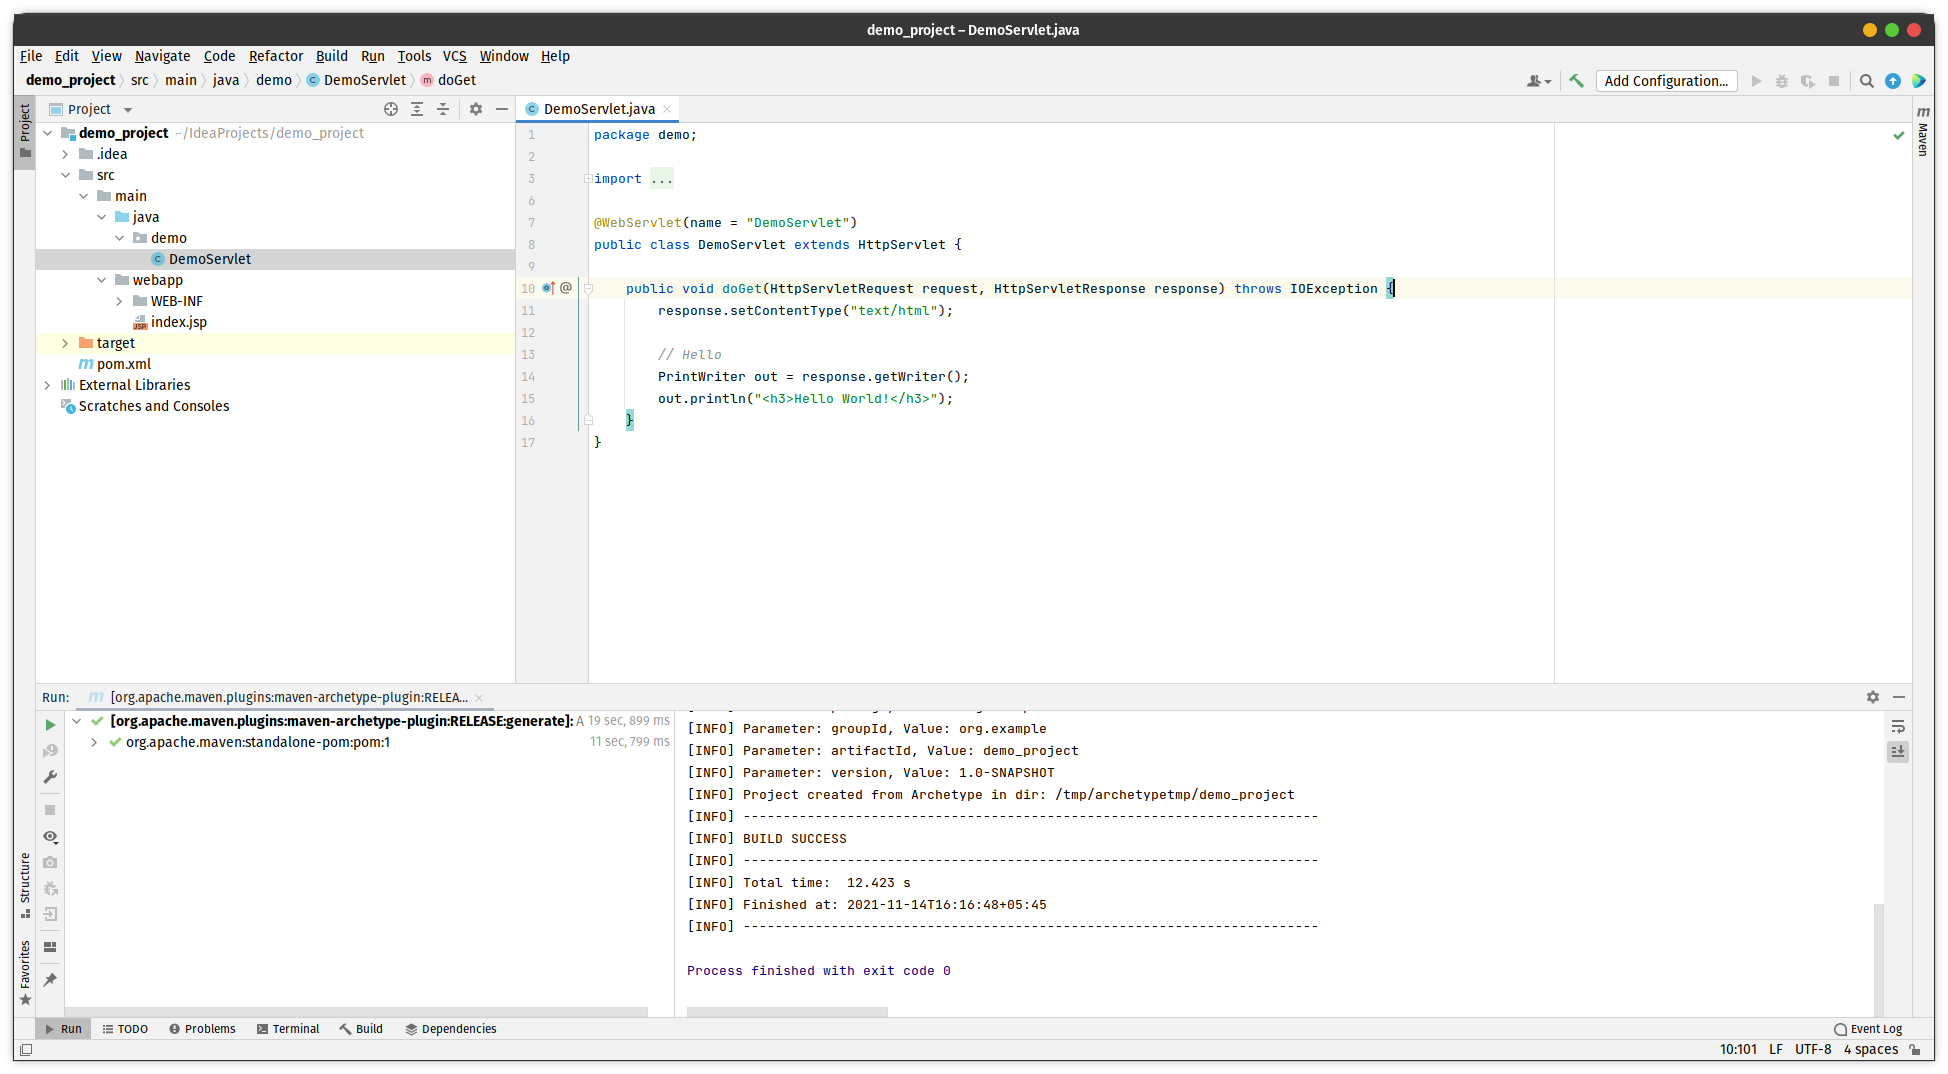 demo_project – DemoServlet.java
File Edit View Navigate Code Refactor Build Run Tools VCS Window Help
demo_project src main java demo DemoServlet doGet
Add Configuration...
Project
Project
DemoServlet.java
Maven
demo_project ~/IdeaProjects/demo_project
.idea
src
main
java
demo
DemoServlet
webapp
WEB-INF
index.jsp
target
pom.xml
External Libraries
Scratches and Consoles
1 package demo;
2
3 import ...
6
7 @WebServlet(name = "DemoServlet")
8 public class DemoServlet extends HttpServlet {
9
10 public void doGet(HttpServletRequest request, HttpServletResponse response) throws IOException {
11 response.setContentType("text/html");
12
13 // Hello
14 PrintWriter out = response.getWriter();
15 out.println("<h3>Hello World!</h3>");
16 }
17 }
Run: [org.apache.maven.plugins:maven-archetype-plugin:RELEA...
[org.apache.maven.plugins:maven-archetype-plugin:RELEASE:generate]: A 19 sec, 899 ms
org.apache.maven:standalone-pom:pom:1 11 sec, 799 ms
[INFO] Parameter: groupId, Value: org.example
[INFO] Parameter: artifactId, Value: demo_project
[INFO] Parameter: version, Value: 1.0-SNAPSHOT
[INFO] Project created from Archetype in dir: /tmp/archetypetmp/demo_project
[INFO] ------------------------------------------------------------------------
[INFO] BUILD SUCCESS
[INFO] ------------------------------------------------------------------------
[INFO] Total time:  12.423 s
[INFO] Finished at: 2021-11-14T16:16:48+05:45
[INFO] ------------------------------------------------------------------------
Process finished with exit code 0
Structure
Favorites
Run TODO Problems Terminal Build Dependencies Event Log
10:101 LF UTF-8 4 spaces